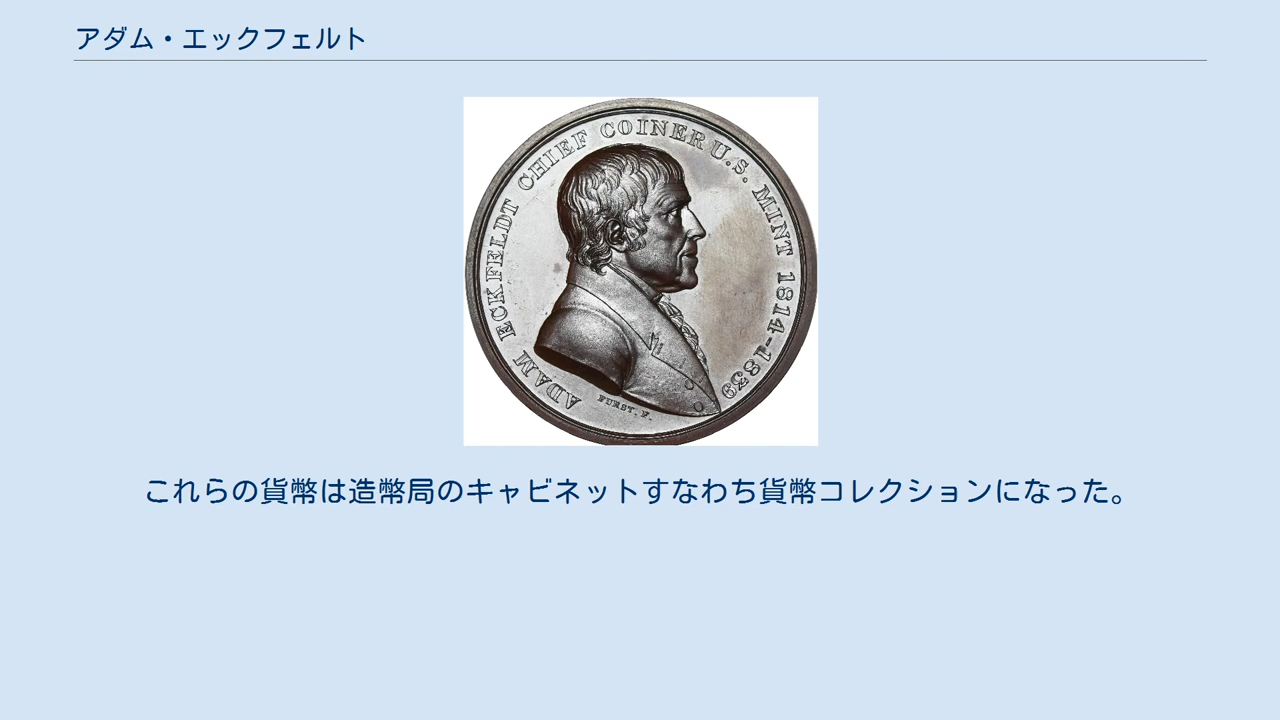 アダム・エックフェルト
ADAM ECKFELDT CHIEF COINER U.S. MINT 1814-1839
FURST. F.
これらの貨幣は造幣局のキャビネットすなわち貨幣コレクションになった。